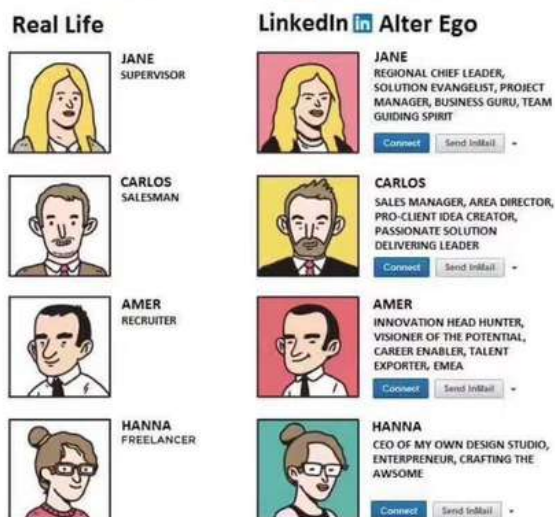 Real Life
LinkedIn in Alter Ego
JANE
SUPERVISOR
JANE
REGIONAL CHIEF LEADER,
SOLUTION EVANGELIST, PROJECT
MANAGER, BUSINESS GURU, TEAM
GUIDING SPIRIT
Connect Send InMail
CARLOS
SALESMAN
CARLOS
SALES MANAGER, AREA DIRECTOR,
PRO-CLIENT IDEA CREATOR,
PASSIONATE SOLUTION
DELIVERING LEADER
Connect Send InMail
AMER
RECRUITER
AMER
INNOVATION HEAD HUNTER,
VISIONER OF THE POTENTIAL,
CAREER ENABLER, TALENT
EXPORTER, EMEA
Connect Send InMail
HANNA
FREELANCER
HANNA
CEO OF MY OWN DESIGN STUDIO,
ENTERPRENEUR, CRAFTING THE
AWSOME
Connect Send InMail